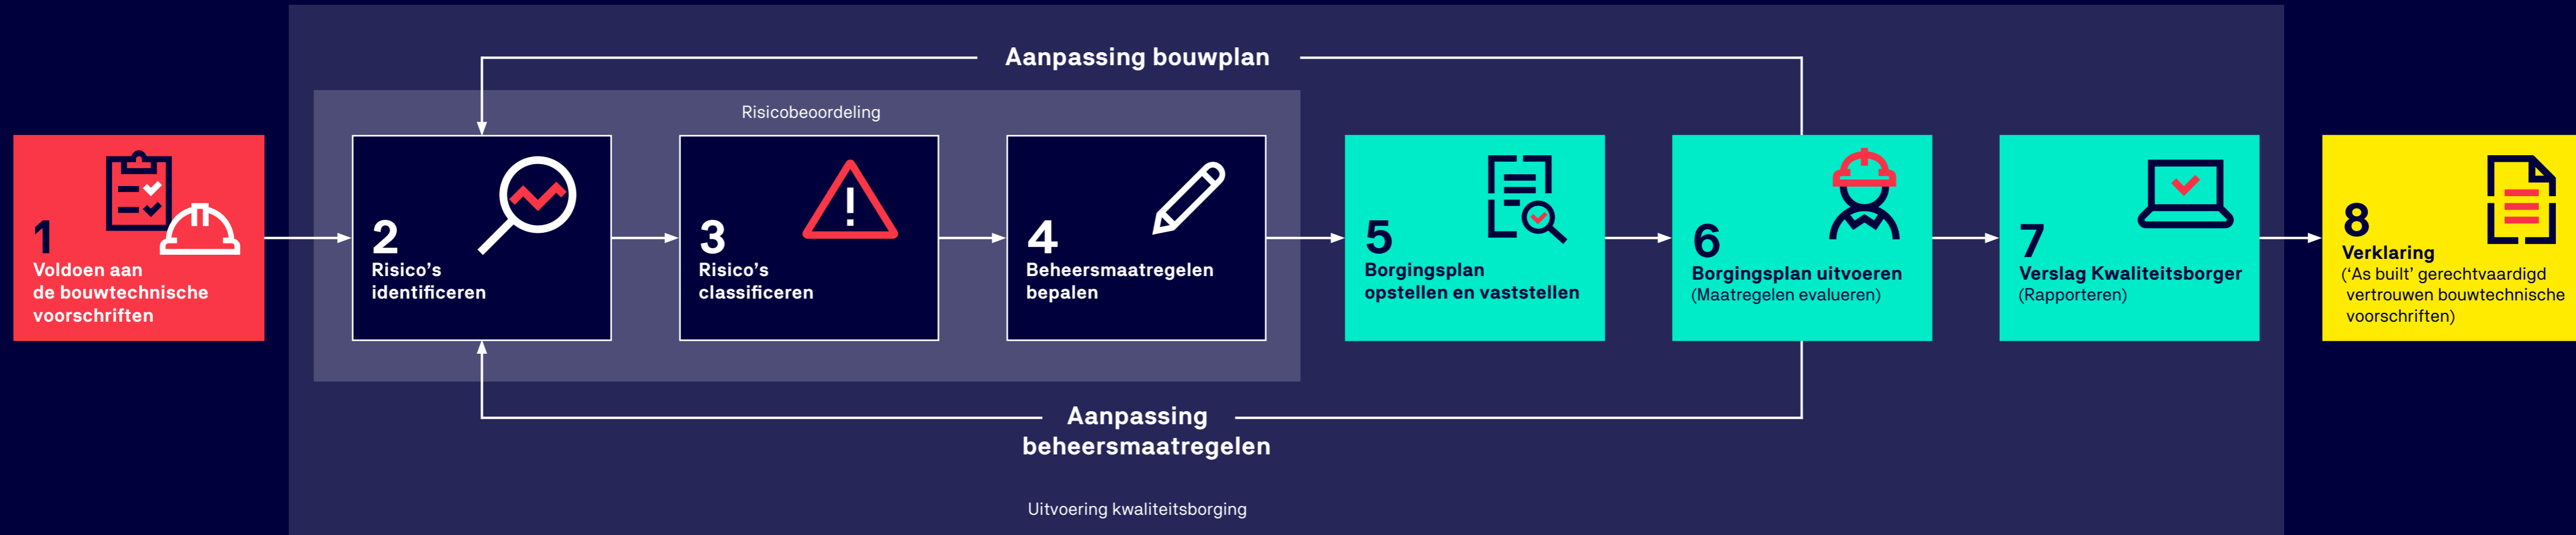 Aanpassing bouwplan
Risicobeoordeling
1
Voldoen aan
de bouwtechnische
voorschriften
2
Risico’s
identificeren
3
Risico’s
classificeren
4
Beheersmaatregelen
bepalen
5
Borgingsplan
opstellen en vaststellen
6
Borgingsplan uitvoeren
(Maatregelen evalueren)
7
Verslag Kwaliteitsborger
(Rapporteren)
8
Verklaring
(‘As built’ gerechtvaardigd
vertrouwen bouwtechnische
voorschriften)
Aanpassing
beheersmaatregelen
Uitvoering kwaliteitsborging